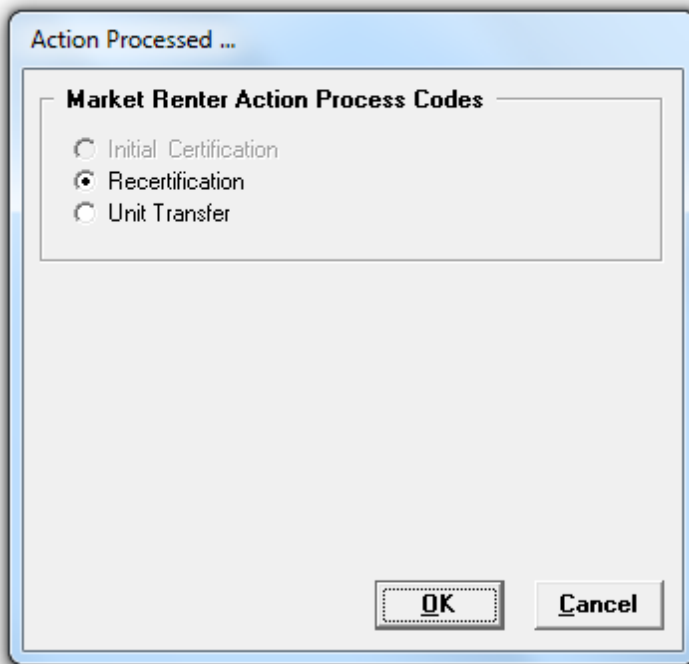 Action Processed ...
Market Renter Action Process Codes
Initial Certification
Recertification
Unit Transfer
OK Cancel